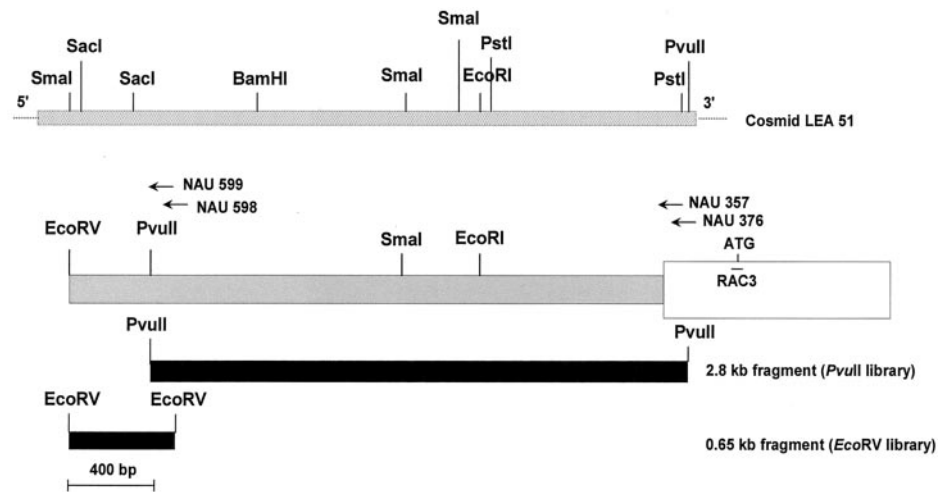 SmaI
SacI
PstI
PvuII
SmaI
SacI
BamHI
SmaI
EcoRI
PstI
5'
3'
Cosmid LEA 51
NAU 599
NAU 598
NAU 357
NAU 376
EcoRV
PvuII
SmaI
EcoRI
ATG
RAC3
PvuII
PvuII
2.8 kb fragment (PvuII library)
EcoRV
EcoRV
0.65 kb fragment (EcoRV library)
400 bp